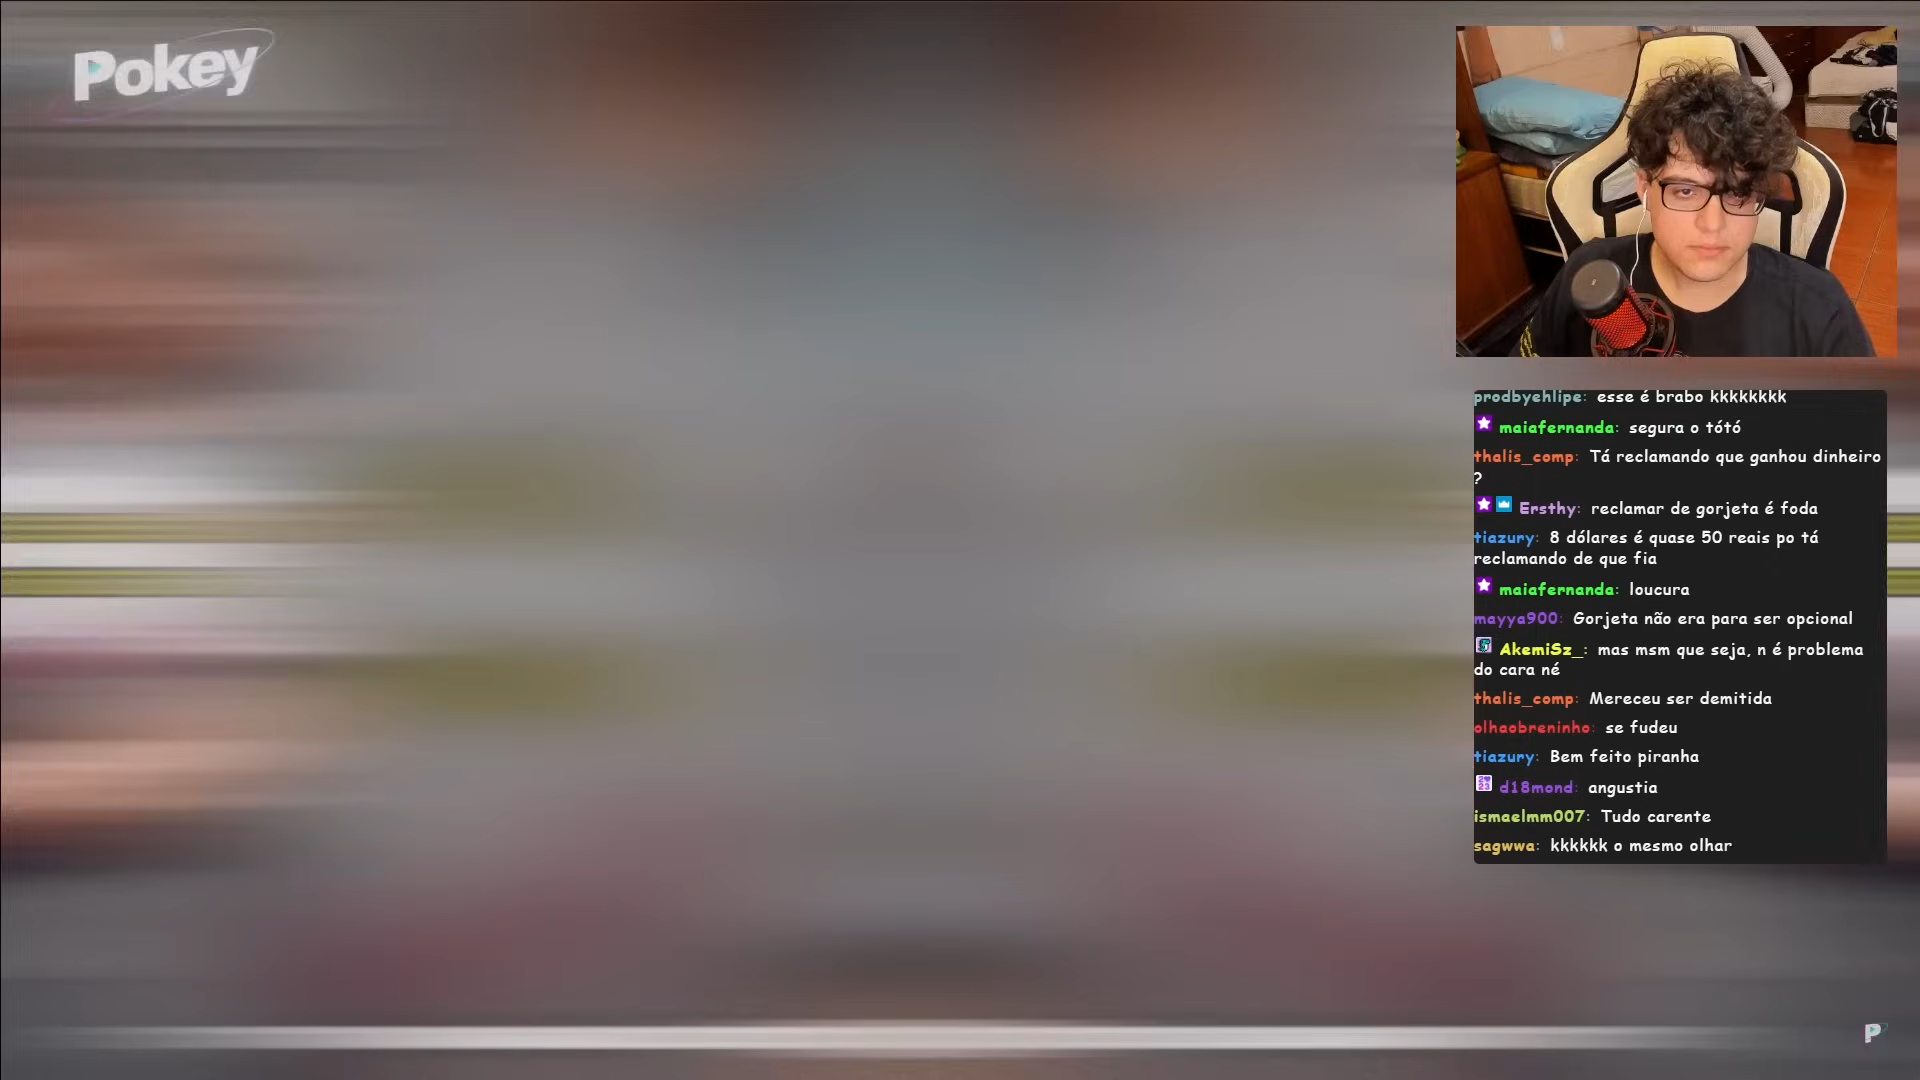 Pokey
prodbyehlipe: esse é brabo kkkkkkkk
maiafernanda: segura o tótó
thalis_comp: Tá reclamando que ganhou dinheiro
?
Ersthy: reclamar de gorjeta é foda
tiazury: 8 dólares é quase 50 reais po tá
reclamando de que fia
maiafernanda: loucura
mayya900: Gorjeta não era para ser opcional
AkemiSz_: mas msm que seja, n é problema
do cara né
thalis_comp: Mereceu ser demitida
olhaobreninho: se fudeu
tiazury: Bem feito piranha
d18mond: angustia
ismaelmm007: Tudo carente
sagwwa: kkkkkk o mesmo olhar
P